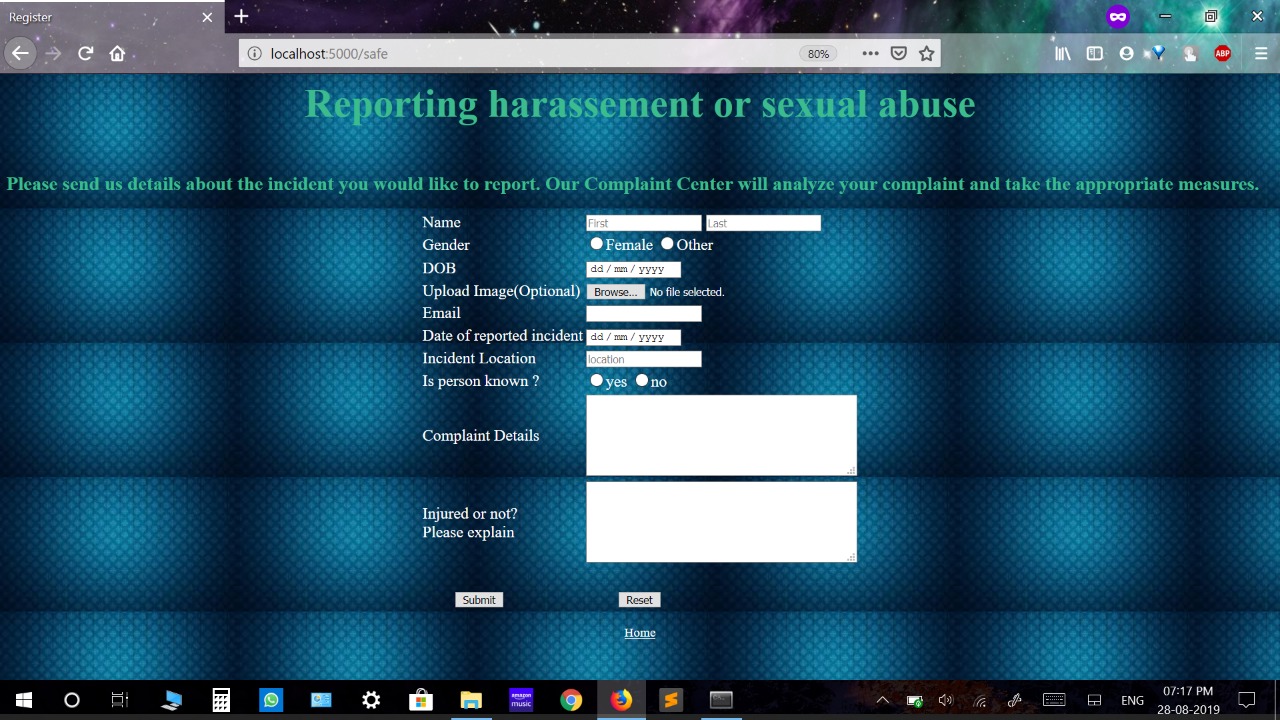 Register
localhost:5000/safe
80%
ABP
Reporting harassement or sexual abuse
Please send us details about the incident you would like to report. Our Complaint Center will analyze your complaint and take the appropriate measures.
Name First Last
Gender Female Other
DOB dd / mm / yyyy
Upload Image(Optional) Browse... No file selected.
Email
Date of reported incident dd / mm / yyyy
Incident Location location
Is person known ? yes no
Complaint Details
Injured or not?
Please explain
Submit Reset
Home
amazon music
ENG
07:17 PM
28-08-2019